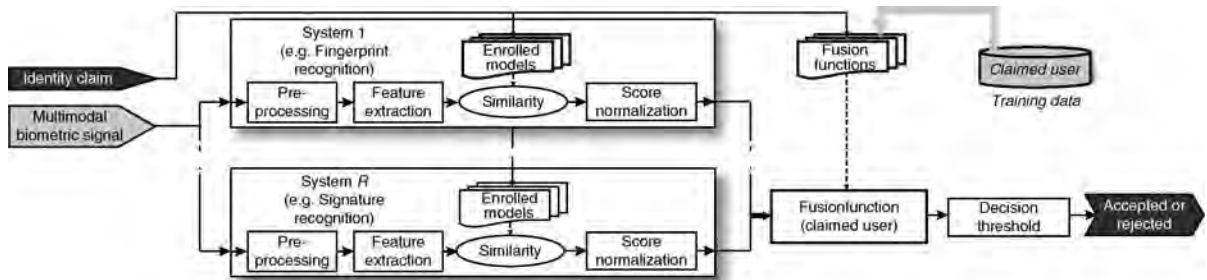 System 1
(e.g. Fingerprint
recognition)
Enrolled
models
Fusion
functions
Claimed user
Training data
Identity claim
Multimodal
biometric signal
Pre-
processing
Feature
extraction
Similarity
Score
normalization
System R
(e.g. Signature
recognition)
Enrolled
models
Pre-
processing
Feature
extraction
Similarity
Score
normalization
Fusionfunction
(claimed user)
Decision
threshold
Accepted or
rejected